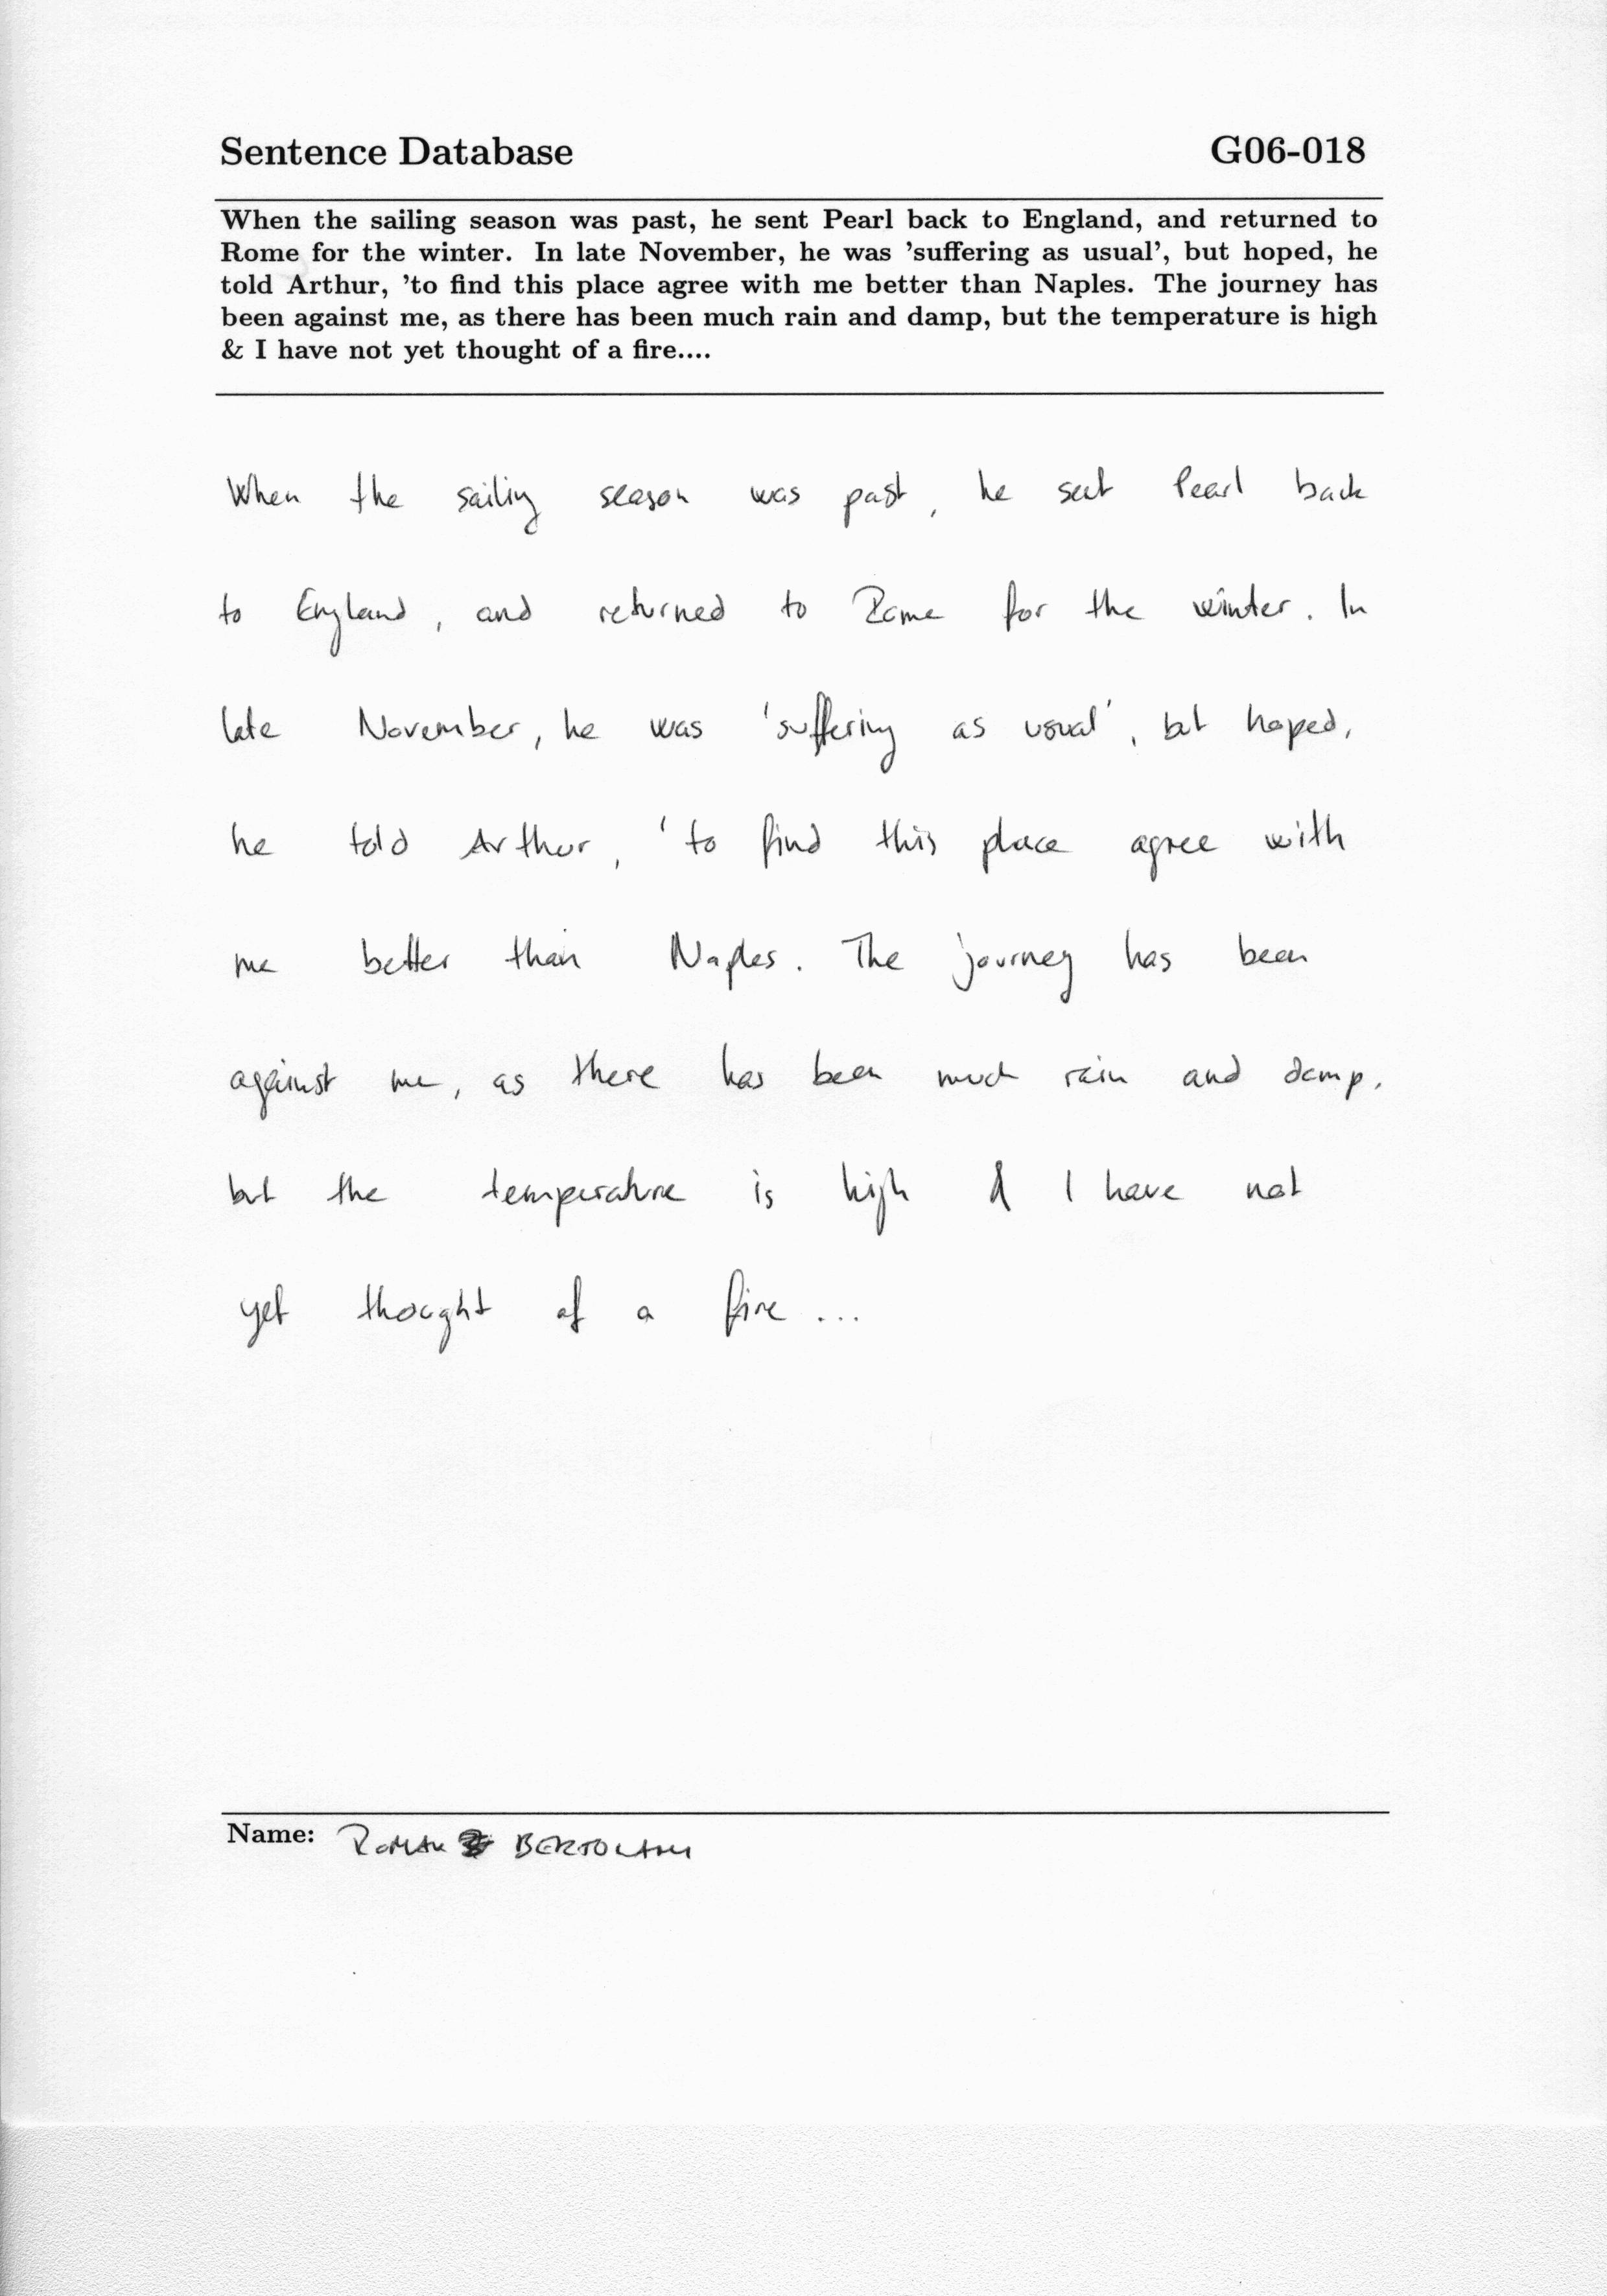 Sentence Database G06-018
When the sailing season was past, he sent Pearl back to England, and returned to
Rome for the winter. In late November, he was 'suffering as usual', but hoped, he
told Arthur, 'to find this place agree with me better than Naples. The journey has
been against me, as there has been much rain and damp, but the temperature is high
& I have not yet thought of a fire....
When the sailing season was past, he sent Pearl back
to England, and returned to Rome for the winter. In
late November, he was 'suffering as usual', but hoped,
he told Arthur, 'to find this place agree with
me better than Naples. The journey has been
against me, as there has been much rain and damp,
but the temperature is high & I have not
yet thought of a fire...
Name: ROMAN BERTOLAMI